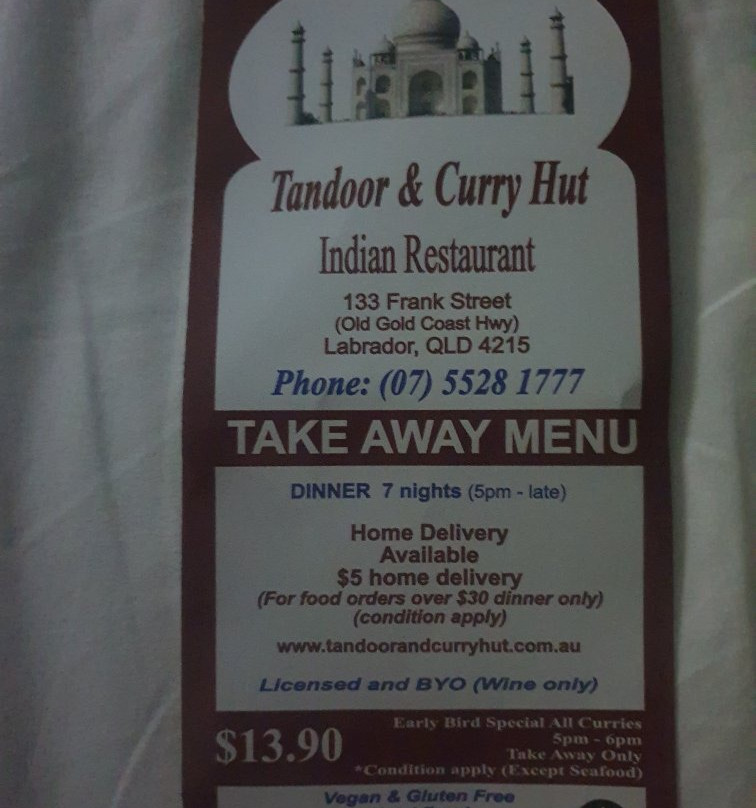 Tandoor & Curry Hut
Indian Restaurant
133 Frank Street
(Old Gold Coast Hwy)
Labrador, QLD 4215
Phone: (07) 5528 1777
TAKE AWAY MENU
DINNER 7 nights (5pm - late)
Home Delivery
Available
$5 home delivery
(For food orders over $30 dinner only)
(condition apply)
www.tandoorandcurryhut.com.au
Licensed and BYO (Wine only)
$13.90
Early Bird Special All Curries
5pm - 6pm
Take Away Only
*Condition apply (Except Seafood)
Vegan & Gluten Free